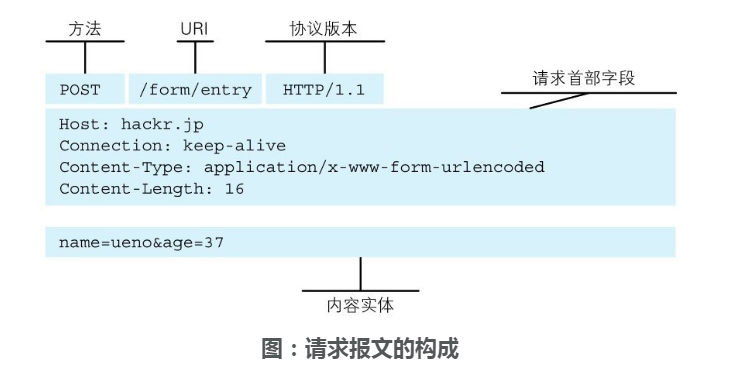 方法 URI 协议版本
请求首部字段
POST /form/entry HTTP/1.1
Host: hackr.jp
Connection: keep-alive
Content-Type: application/x-www-form-urlencoded
Content-Length: 16
name=ueno&age=37
内容实体
图：请求报文的构成